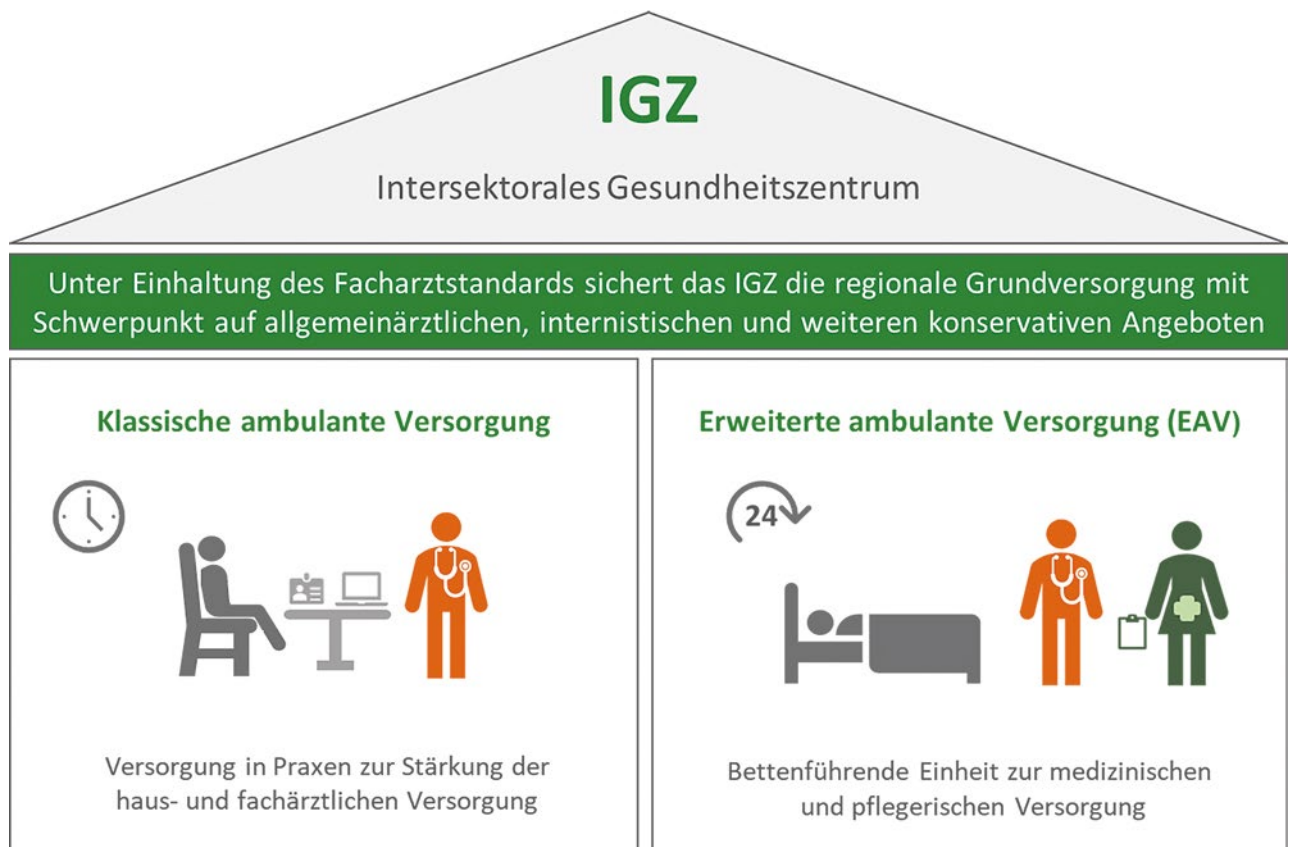 IGZ
Intersektorales Gesundheitszentrum
Unter Einhaltung des Facharztstandards sichert das IGZ die regionale Grundversorgung mit
Schwerpunkt auf allgemeinärztlichen, internistischen und weiteren konservativen Angeboten
Klassische ambulante Versorgung
Versorgung in Praxen zur Stärkung der
haus- und fachärztlichen Versorgung
Erweiterte ambulante Versorgung (EAV)
24
Bettenführende Einheit zur medizinischen
und pflegerischen Versorgung